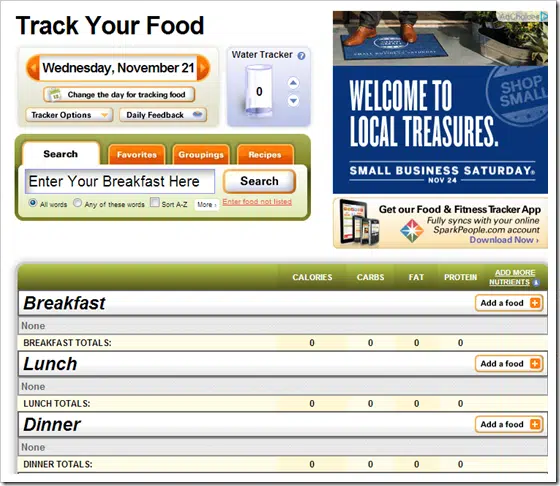 Track Your Food
Wednesday, November 21
Change the day for tracking food
Tracker Options
Daily Feedback
Water Tracker ?
0
AdChoices
WELCOME TO
LOCAL TREASURES.
SHOP
SMALL
SMALL BUSINESS SATURDAY®
NOV 24
Search
Favorites
Groupings
Recipes
Enter Your Breakfast Here
Search
All words
Any of these words
Sort A-Z
More ›
Enter food not listed
Get our Food & Fitness Tracker App
Fully syncs with your online
SparkPeople.com account
Download Now ›
CALORIES CARBS FAT PROTEIN ADD MORE
NUTRIENTS
Breakfast
Add a food +
None
BREAKFAST TOTALS: 0 0 0 0
Lunch
Add a food +
None
LUNCH TOTALS: 0 0 0 0
Dinner
Add a food +
None
DINNER TOTALS: 0 0 0 0